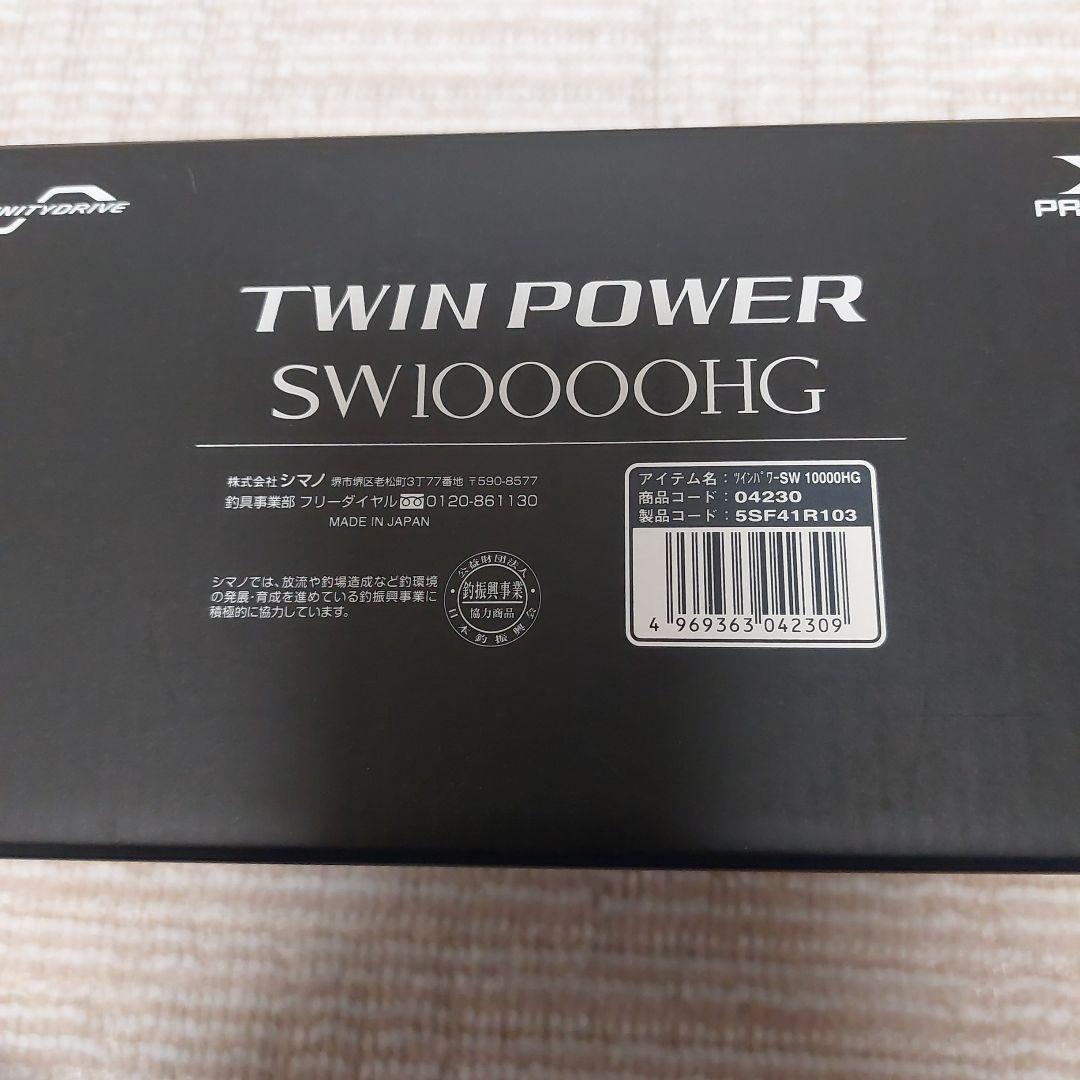 TWIN POWER
SW10000HG
株式会社 シマノ 堺市堺区老松町3丁77番地 〒590-8577
釣具事業部 フリーダイヤル 0120-861130
MADE IN JAPAN
シマノでは、放流や釣場造成など釣環境
の発展・育成を進めている釣振興事業に
積極的に協力しています。
公益財団法人
釣振興事業
協力商品
日本釣振興会
アイテム名：ﾂｲﾝﾊﾟﾜｰSW 10000HG
商品コード：04230
製品コード：5SF41R103
4 969363 042309